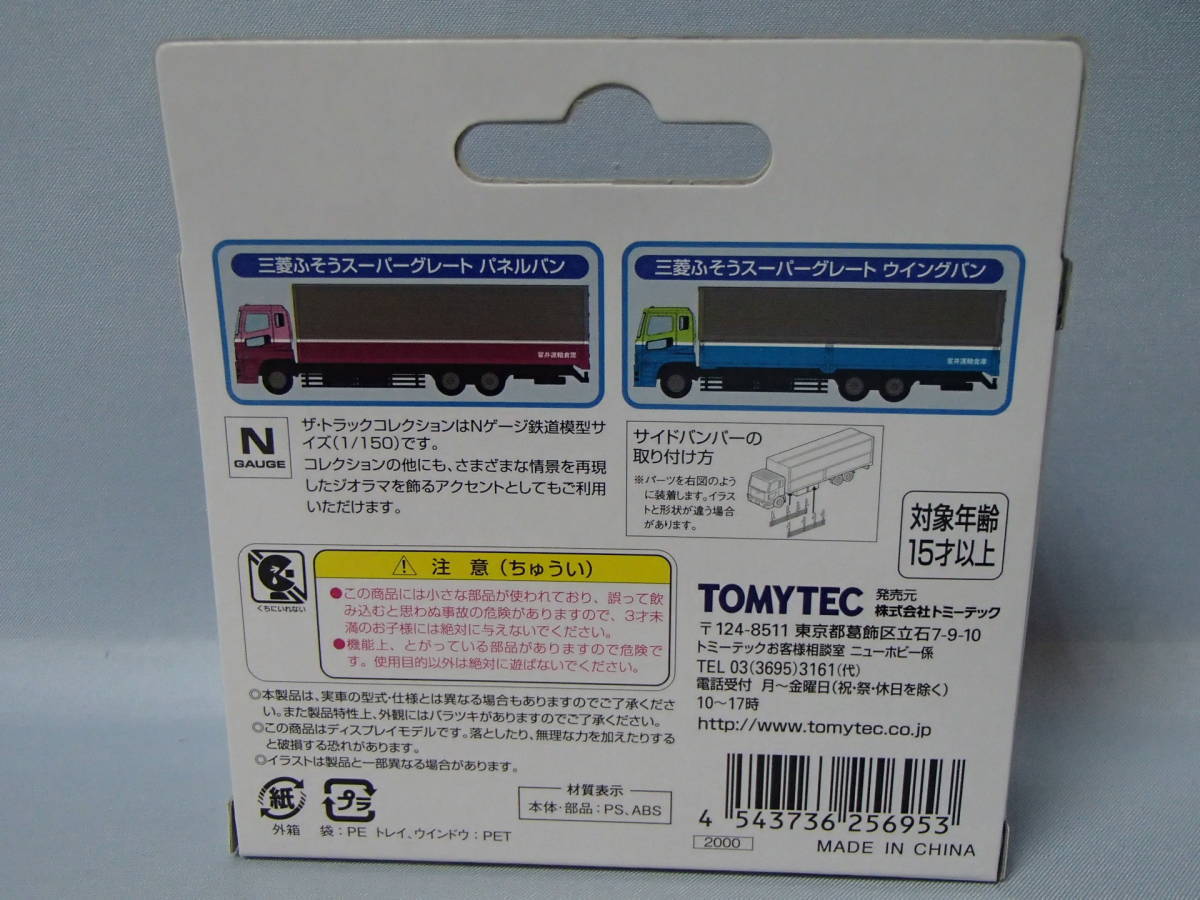 三菱ふそうスーパーグレート パネルバン
三菱ふそうスーパーグレート ウイングバン
N
GAUGE
ザ・トラックコレクションはNゲージ鉄道模型サ
イズ(1/150)です。
コレクションの他にも、さまざまな情景を再現
したジオラマを飾るアクセントとしてもご利用
いただけます。
サイドバンパーの
取り付け方
※パーツを右図のよう
に装着します。イラス
トと形状が違う場合
があります。
対象年齢
15才以上
くちにいれない
注 意(ちゅうい)
●この商品には小さな部品が使われており、誤って飲
み込むと思わぬ事故の危険がありますので、3才未
満のお子様には絶対に与えないでください。
●機能上、とがっている部品がありますので危険で
す。使用目的以外は絶対に遊ばないでください。
◎本製品は、実車の型式・仕様とは異なる場合もありますのでご了承くださ
い。また製品特性上、外観にはバラツキがありますのでご了承ください。
◎この商品はディスプレイモデルです。落としたり、無理な力を加えたりする
と破損する恐れがあります。
◎イラストは製品と一部異なる場合があります。
紙
外箱
プラ
袋:PE トレイ、ウインドウ:PET
材質表示
本体・部品:PS、ABS
TOMYTEC 発売元
株式会社トミーテック
〒124-8511 東京都葛飾区立石7-9-10
トミーテックお客様相談室 ニューホビー係
TEL 03(3695)3161(代)
電話受付 月～金曜日(祝・祭・休日を除く)
10～17時
http://www.tomytec.co.jp
4 543736 256953
2000
MADE IN CHINA